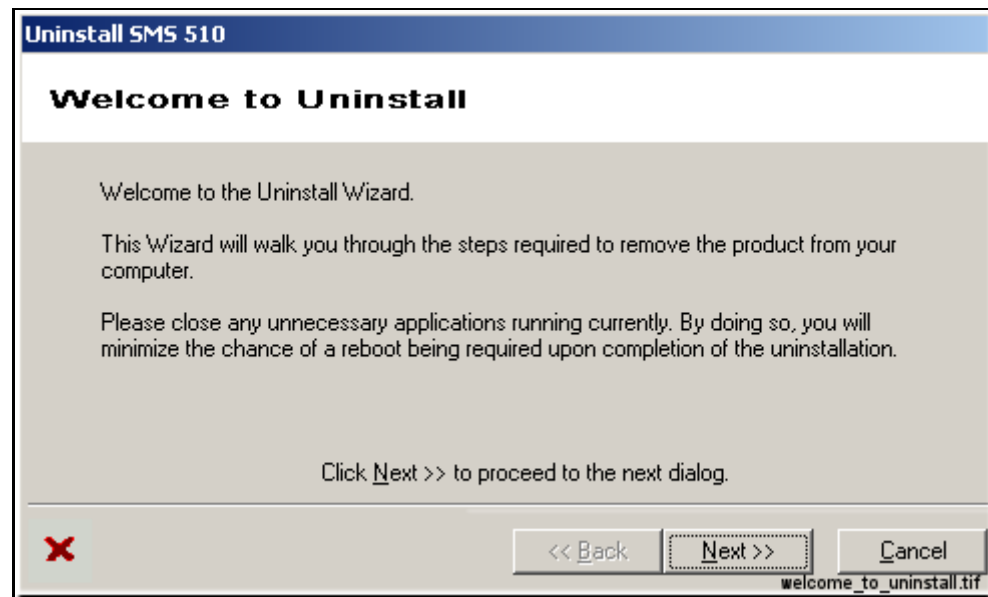 Uninstall SMS 510
Welcome to Uninstall
Welcome to the Uninstall Wizard.
This Wizard will walk you through the steps required to remove the product from your
computer.
Please close any unnecessary applications running currently. By doing so, you will
minimize the chance of a reboot being required upon completion of the uninstallation.
Click Next >> to proceed to the next dialog.
<< Back Next >> Cancel
welcome_to_uninstall.tif